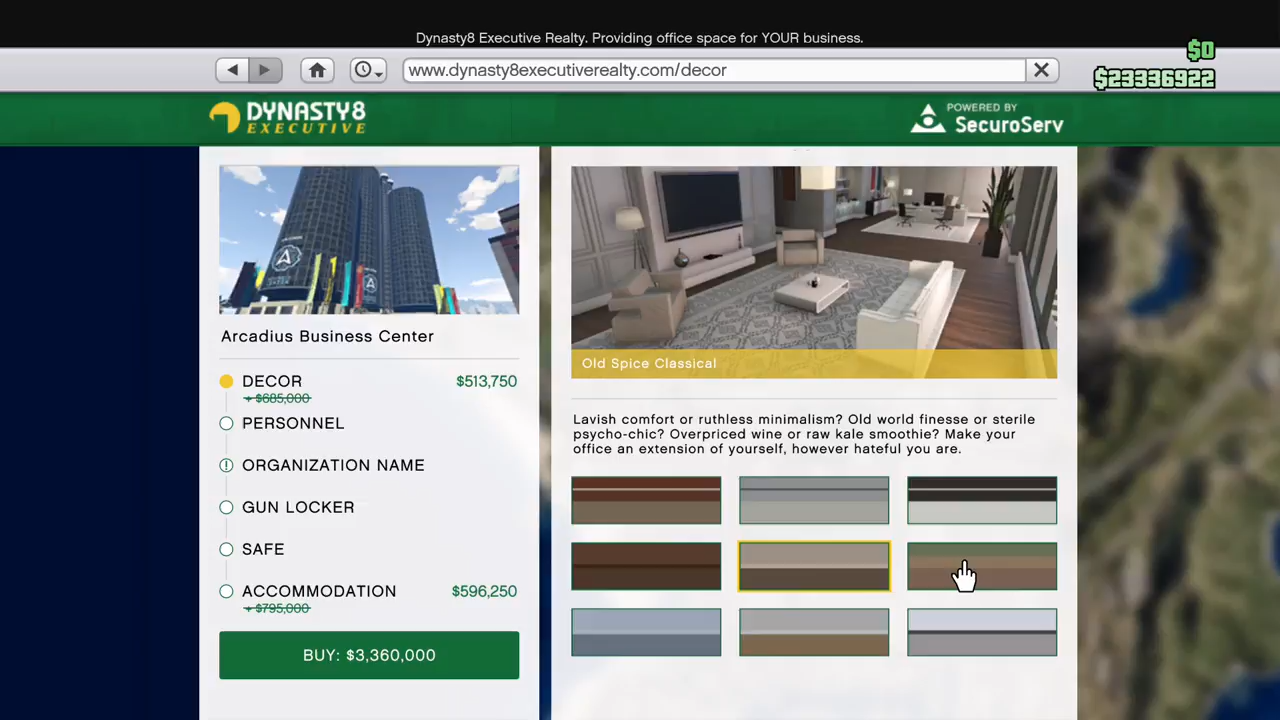 Dynasty8 Executive Realty. Providing office space for YOUR business.
$0
www.dynasty8executiverealty.com/decor
$23336922
DYNASTY8
EXECUTIVE
POWERED BY
SecuroServ
A
A
Arcadius Business Center
DECOR $513,750
+ $685,000
PERSONNEL
ORGANIZATION NAME
GUN LOCKER
SAFE
ACCOMMODATION $596,250
+ $795,000
BUY: $3,360,000
Old Spice Classical
Lavish comfort or ruthless minimalism? Old world finesse or sterile
psycho-chic? Overpriced wine or raw kale smoothie? Make your
office an extension of yourself, however hateful you are.